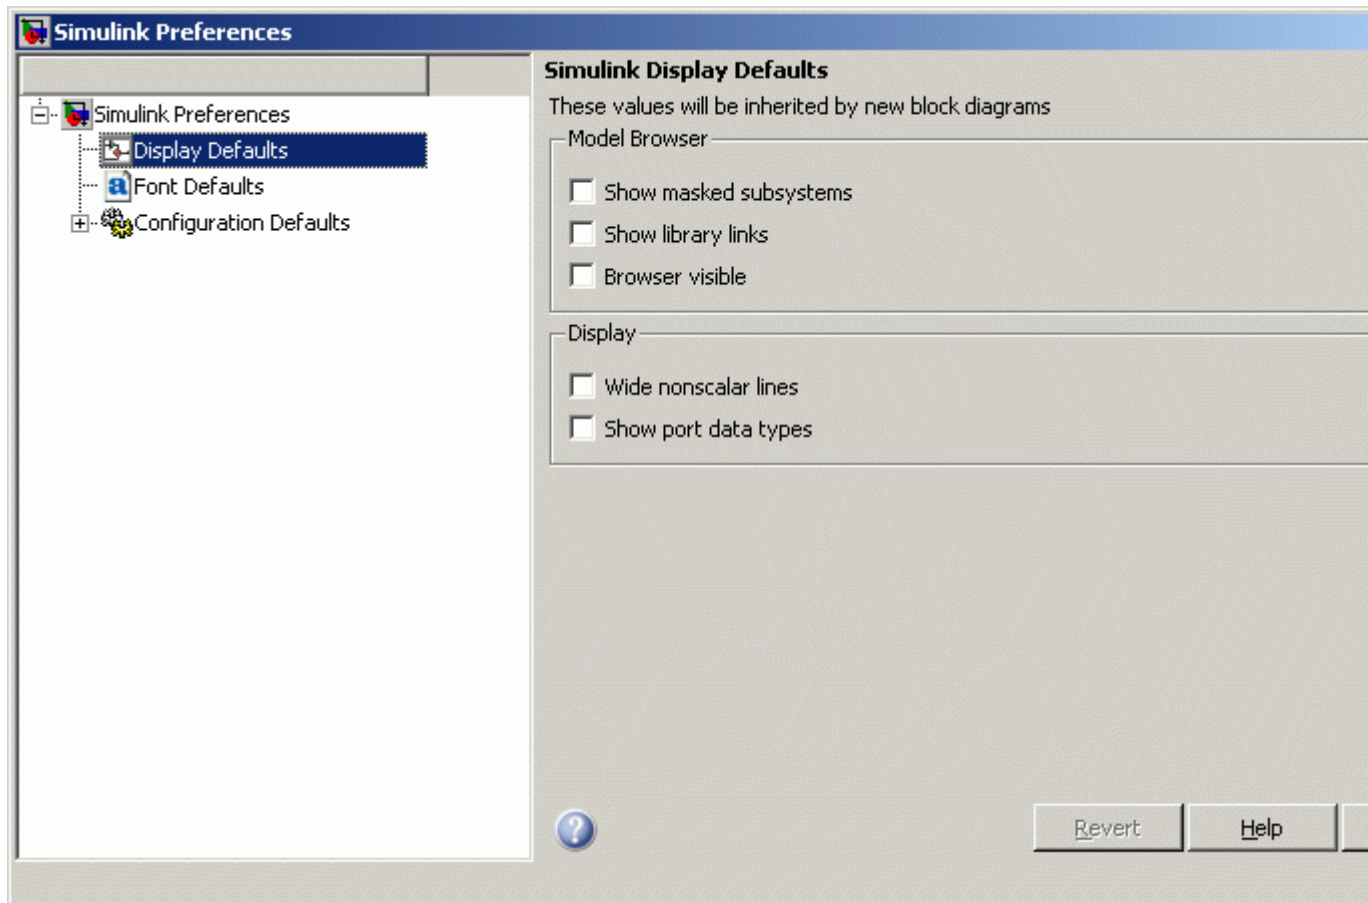 Simulink Preferences
Simulink Preferences
Display Defaults
Font Defaults
Configuration Defaults
Simulink Display Defaults
These values will be inherited by new block diagrams
Model Browser
Show masked subsystems
Show library links
Browser visible
Display
Wide nonscalar lines
Show port data types
Revert
Help